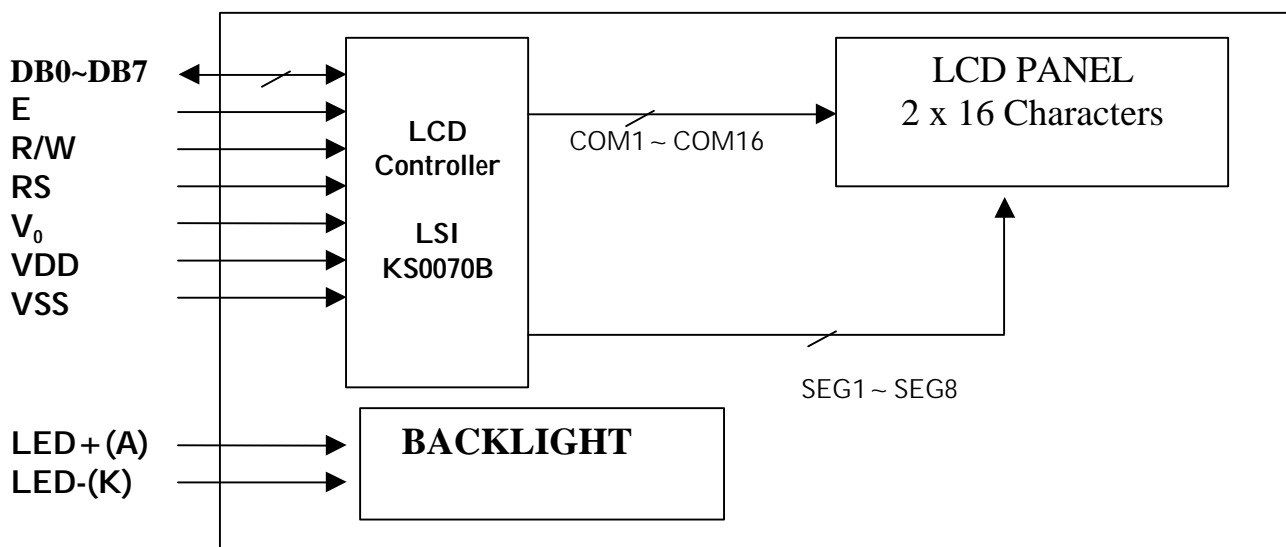 DB0~DB7
E
R/W
RS
V₀
VDD
VSS
LED+(A)
LED-(K)
LCD
Controller
LSI
KS0070B
COM1 ~ COM16
LCD PANEL
2 x 16 Characters
SEG1 ~ SEG8
BACKLIGHT